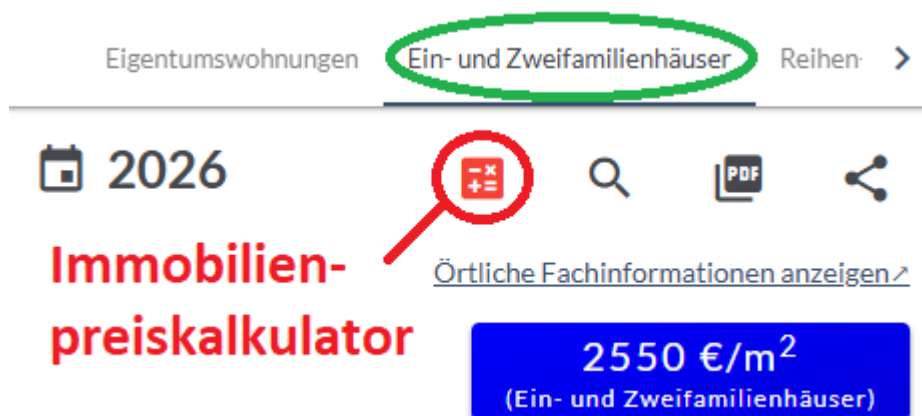 Eigentumswohnungen Ein- und Zweifamilienhäuser Reihen-
2026
PDF
Immobilien-
preiskalkulator
Örtliche Fachinformationen anzeigen↗
2550 €/m²
(Ein- und Zweifamilienhäuser)